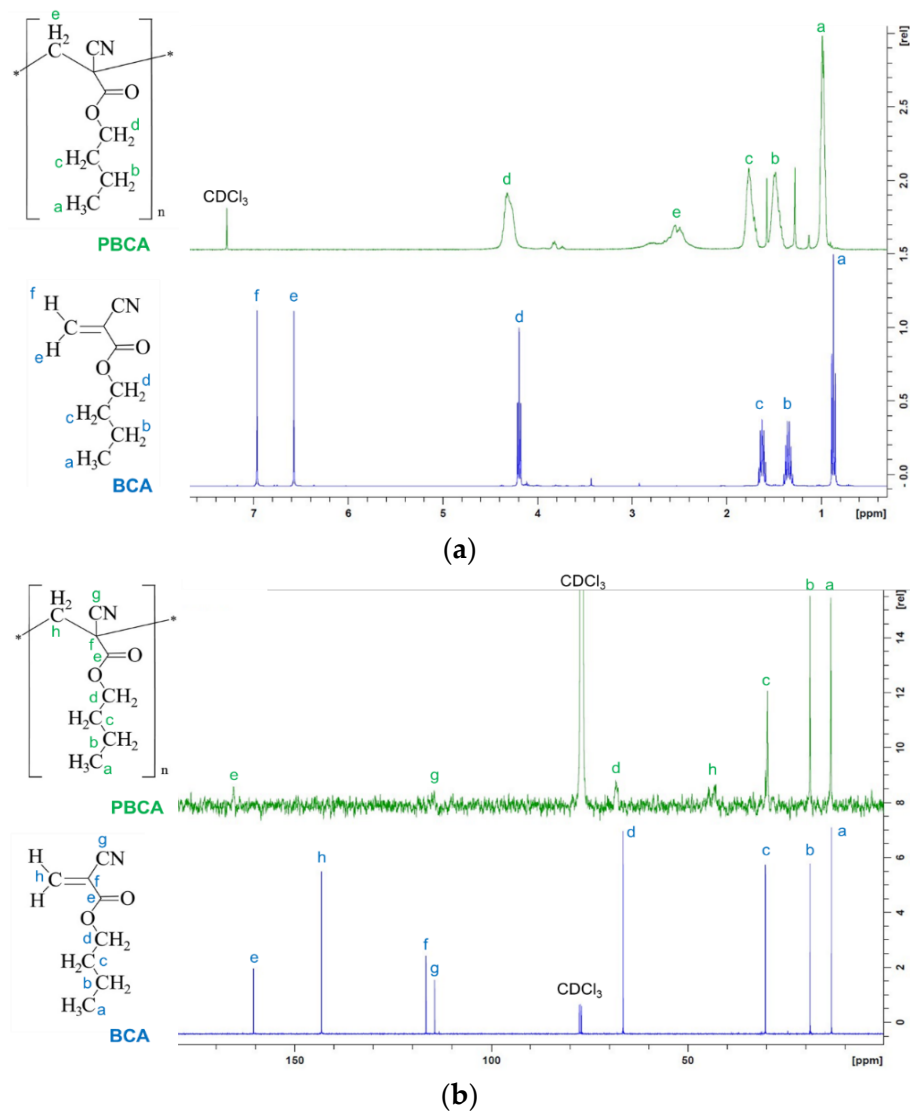 e
H₂
C
CN
*
*
O
O
d
CH₂
c
H₂C
b
CH₂
a
H₃C
n
PBCA
CDCl₃
d
e
c
b
a
[rel]
2.5
2.0
1.5
1.0
0.5
- 0.0
f
H
CN
C
H
e
O
O
d
CH₂
c
H₂C
b
CH₂
a
H₃C
BCA
f
e
d
c
b
a
7
6
5
4
3
2
1
[ppm]
(a)
g
H₂
C
CN
h
*
*
f
e
O
O
d
CH₂
H₂C
c
b
CH₂
H₃C
a
n
PBCA
CDCl₃
e
g
d
h
c
b
a
[rel]
14
12
10
8
6
4
2
0
g
H
CN
h
C
f
H
e
O
O
d
CH₂
H₂C
c
b
CH₂
H₃C
a
BCA
e
h
f
g
CDCl₃
d
c
b
a
150
100
50
[ppm]
(b)